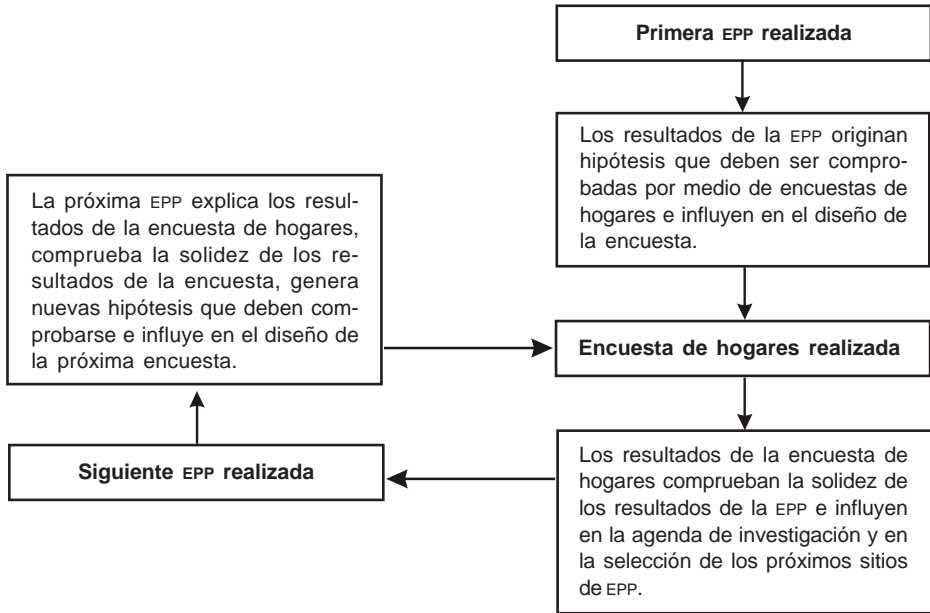 Primera EPP realizada
Los resultados de la EPP originan
hipótesis que deben ser compro-
badas por medio de encuestas de
hogares e influyen en el diseño de
la encuesta.
Encuesta de hogares realizada
Los resultados de la encuesta de
hogares comprueban la solidez de
los resultados de la EPP e influyen
en la agenda de investigación y en
la selección de los próximos sitios
de EPP.
Siguiente EPP realizada
La próxima EPP explica los resul-
tados de la encuesta de hogares,
comprueba la solidez de los re-
sultados de la encuesta, genera
nuevas hipótesis que deben com-
probarse e influye en el diseño de
la próxima encuesta.